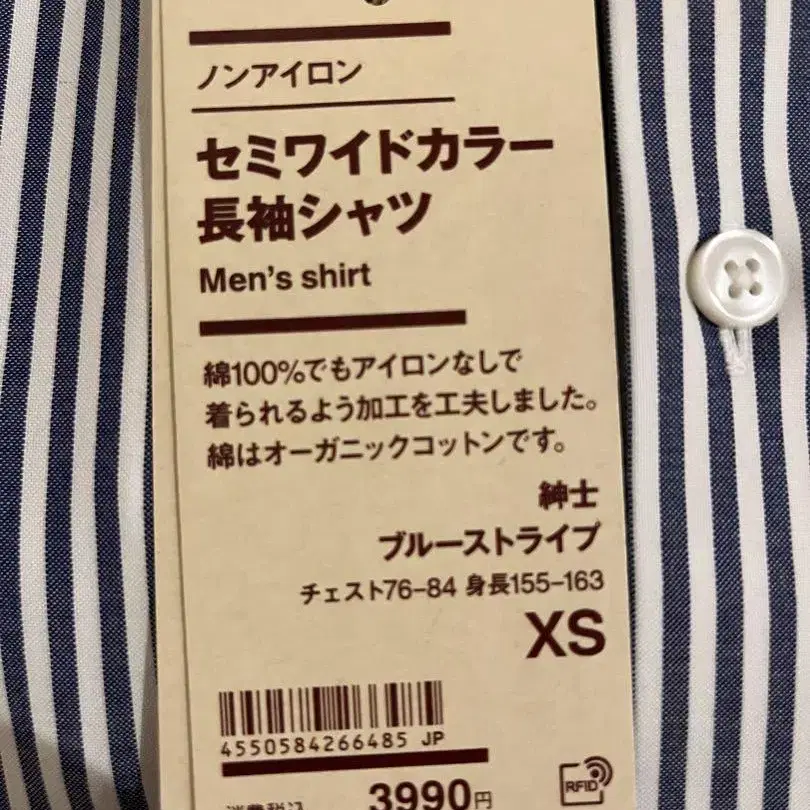 ノンアイロン
セミワイドカラー
長袖シャツ
Men's shirt
綿100%でもアイロンなしで
着られるよう加工を工夫しました。
綿はオーガニックコットンです。
紳士
ブルーストライプ
チェスト76-84 身長155-163
XS
4550584266485 JP
消費税込 3990円
RFID